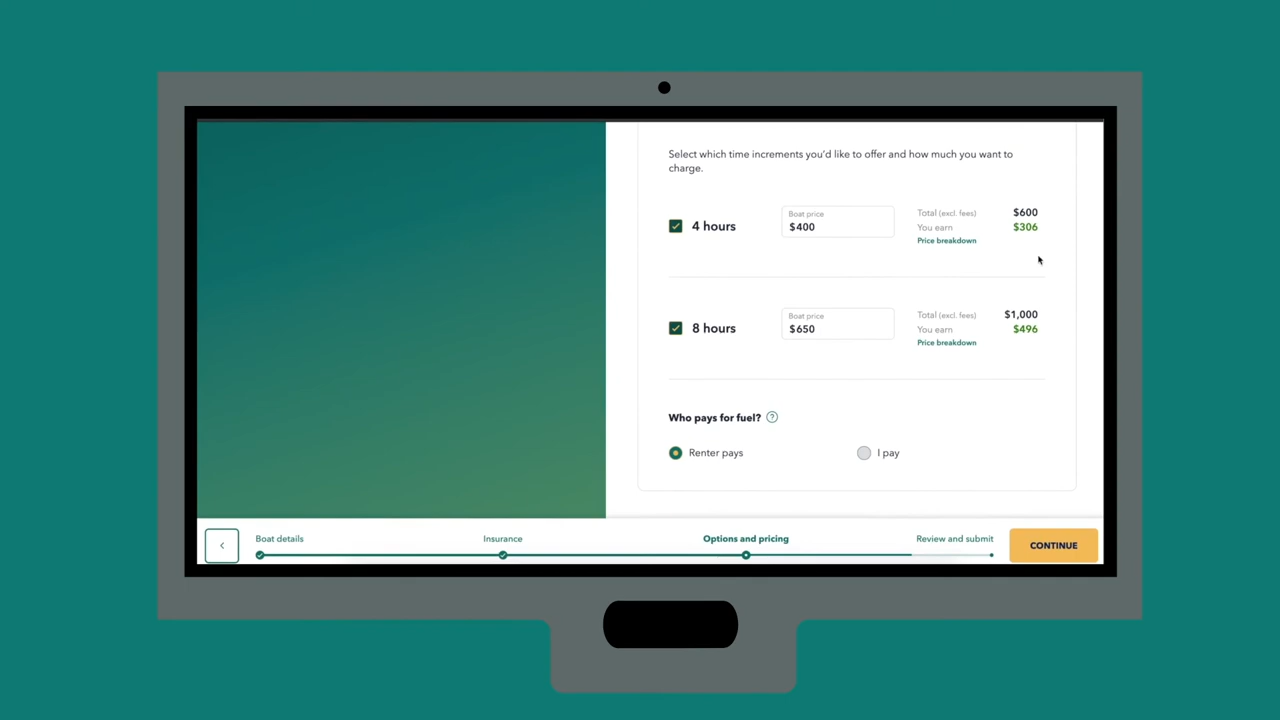 Select which time increments you'd like to offer and how much you want to
charge.
4 hours
Boat price
$400
Total (excl. fees) $600
You earn $306
Price breakdown
8 hours
Boat price
$650
Total (excl. fees) $1,000
You earn $496
Price breakdown
Who pays for fuel? ?
Renter pays
I pay
<
Boat details
Insurance
Options and pricing
Review and submit
CONTINUE